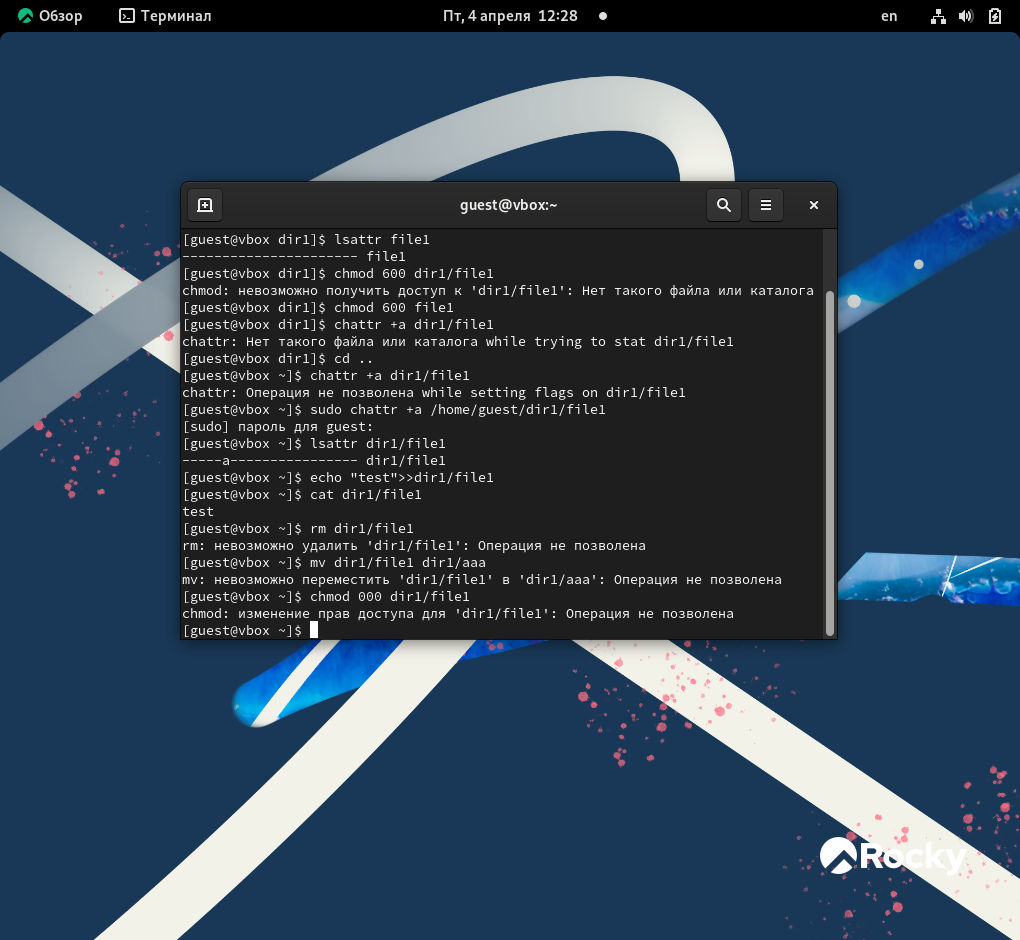 Обзор
Терминал
Пт, 4 апреля 12:28
en
guest@vbox:~
[guest@vbox dir1]$ lsattr file1
---------------------- file1
[guest@vbox dir1]$ chmod 600 dir1/file1
chmod: невозможно получить доступ к 'dir1/file1': Нет такого файла или каталога
[guest@vbox dir1]$ chmod 600 file1
[guest@vbox dir1]$ chattr +a dir1/file1
chattr: Нет такого файла или каталога while trying to stat dir1/file1
[guest@vbox dir1]$ cd ..
[guest@vbox ~]$ chattr +a dir1/file1
chattr: Операция не позволена while setting flags on dir1/file1
[guest@vbox ~]$ sudo chattr +a /home/guest/dir1/file1
[sudo] пароль для guest:
[guest@vbox ~]$ lsattr dir1/file1
-----a---------------- dir1/file1
[guest@vbox ~]$ echo "test">>dir1/file1
[guest@vbox ~]$ cat dir1/file1
test
[guest@vbox ~]$ rm dir1/file1
rm: невозможно удалить 'dir1/file1': Операция не позволена
[guest@vbox ~]$ mv dir1/file1 dir1/aaa
mv: невозможно переместить 'dir1/file1' в 'dir1/aaa': Операция не позволена
[guest@vbox ~]$ chmod 000 dir1/file1
chmod: изменение прав доступа для 'dir1/file1': Операция не позволена
[guest@vbox ~]$
Rocky